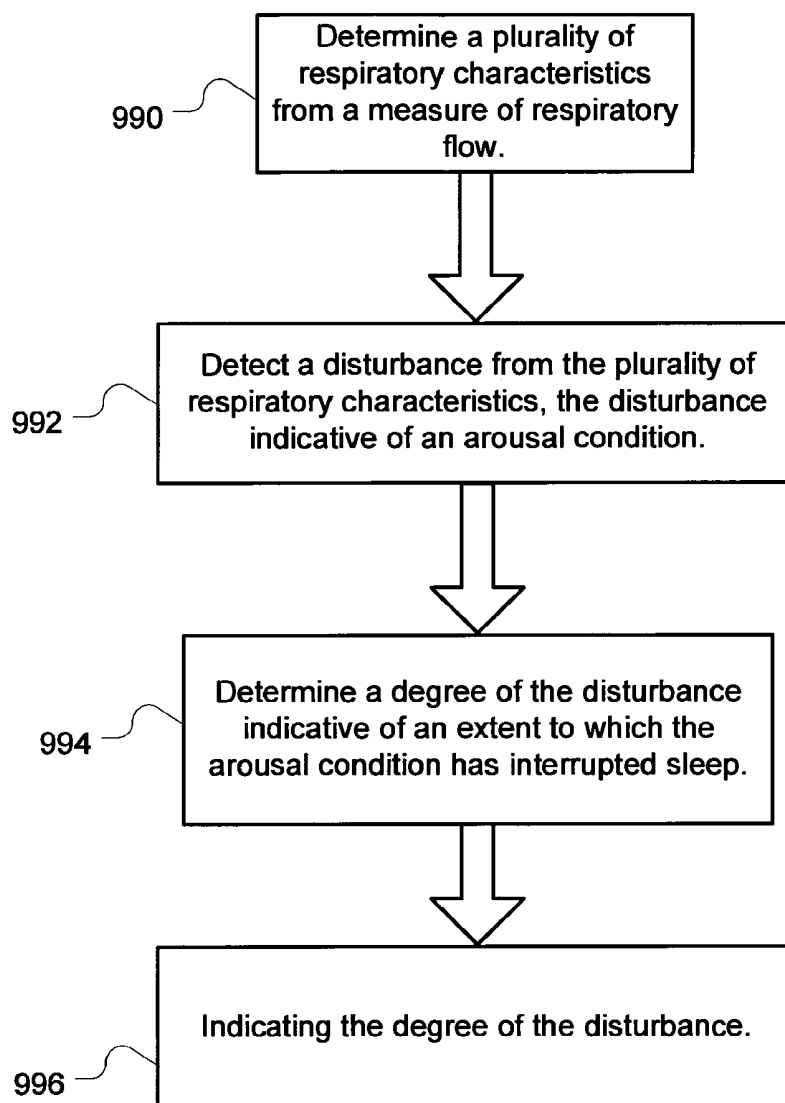 Determine a plurality of
respiratory characteristics
from a measure of respiratory
flow.
990
Detect a disturbance from the plurality of
respiratory characteristics, the disturbance
indicative of an arousal condition.
992
Determine a degree of the disturbance
indicative of an extent to which the
arousal condition has interrupted sleep.
994
Indicating the degree of the disturbance.
996